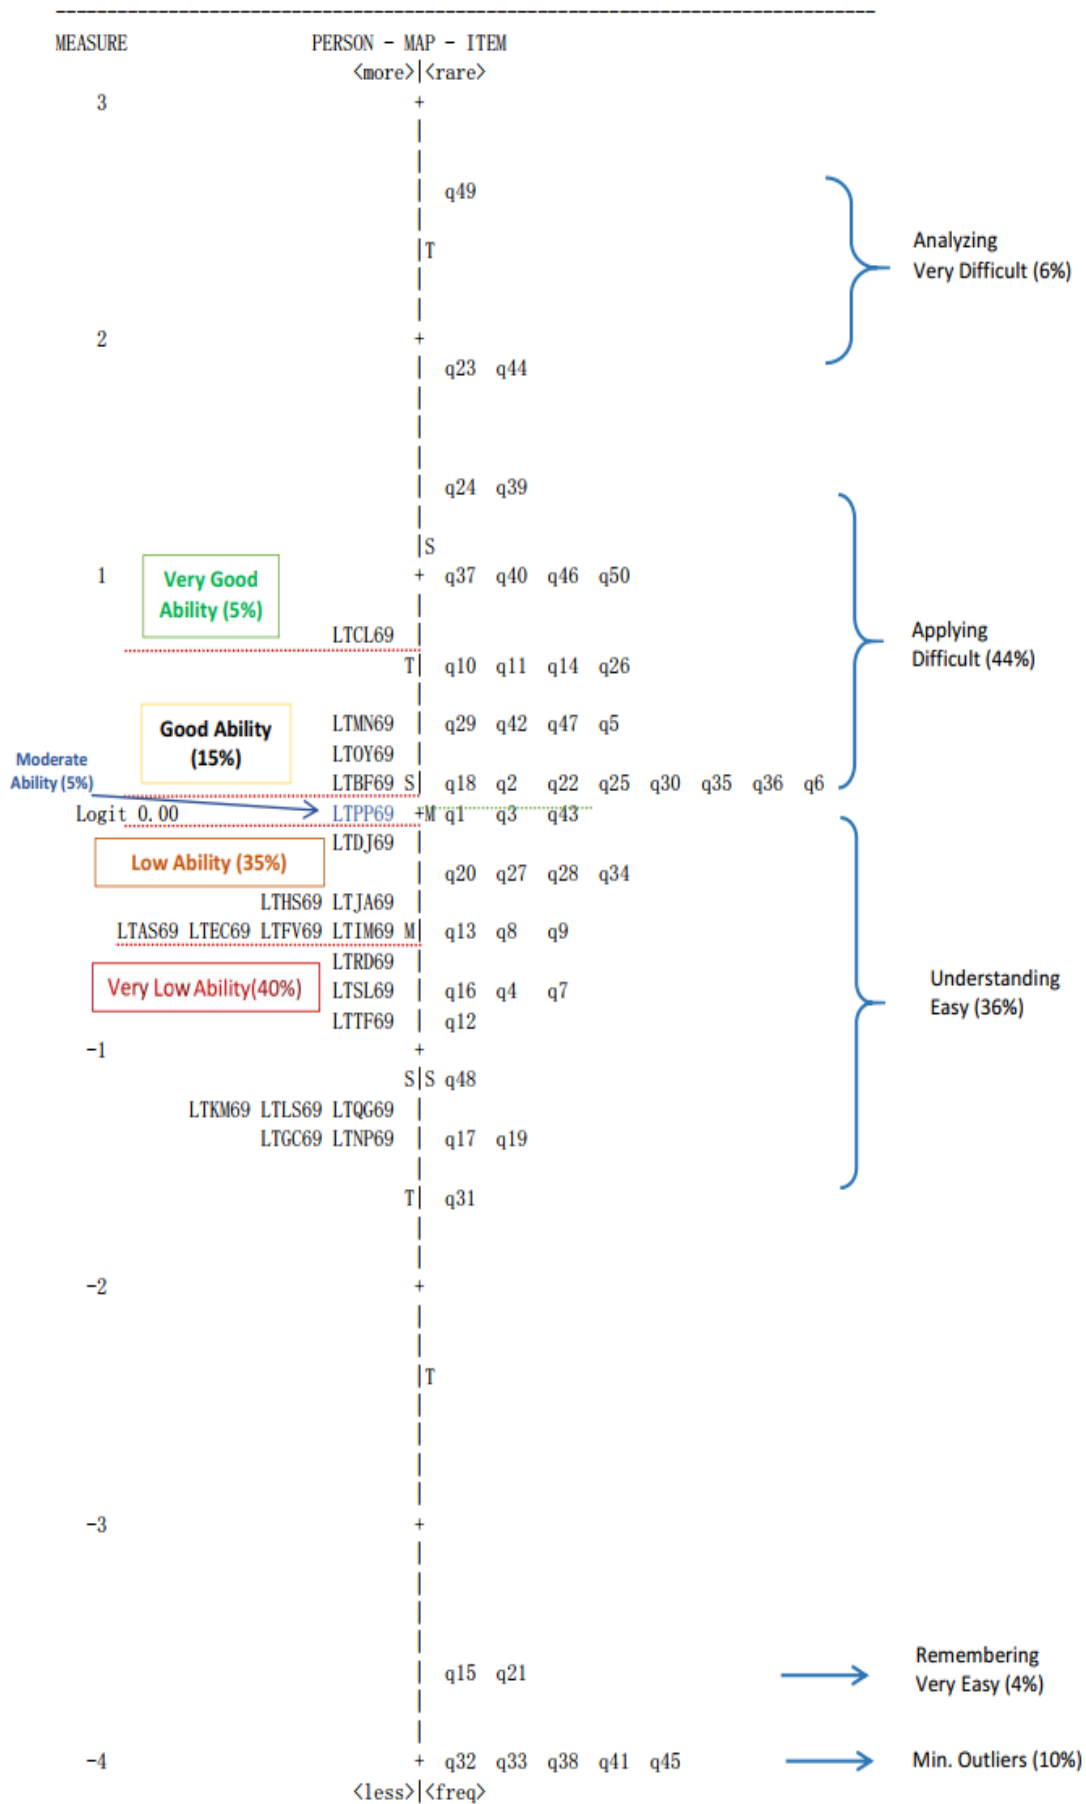 MEASURE PERSON - MAP - ITEM
<more>|<rare>
3 +
|
|
| q49
|
|T
Analyzing
Very Difficult (6%)
|
|
2 +
| q23 q44
|
|
|
| q24 q39
|
|S
1 + q37 q40 q46 q50
Very Good
Ability (5%)
|
LTCL69 |
Applying
Difficult (44%)
T| q10 q11 q14 q26
|
LTMN69 | q29 q42 q47 q5
Good Ability
(15%)
LTOY69 |
Moderate
Ability (5%)
LTBF69 S| q18 q2 q22 q25 q30 q35 q36 q6
Logit 0.00 LTPP69 +M q1 q3 q43
LTDJ69 |
Low Ability (35%)
| q20 q27 q28 q34
LTHS69 LTJA69 |
LTAS69 LTEC69 LTFV69 LTIM69 M| q13 q8 q9
LTRD69 |
Very Low Ability(40%)
LTSL69 | q16 q4 q7
Understanding
Easy (36%)
LTTF69 | q12
-1 +
S|S q48
LTKM69 LTLS69 LTQG69 |
LTGC69 LTNP69 | q17 q19
|
T| q31
|
|
-2 +
|
|
|T
|
|
|
|
-3 +
|
|
|
|
| q15 q21
Remembering
Very Easy (4%)
|
|
-4 + q32 q33 q38 q41 q45
Min. Outliers (10%)
<less>|<freq>